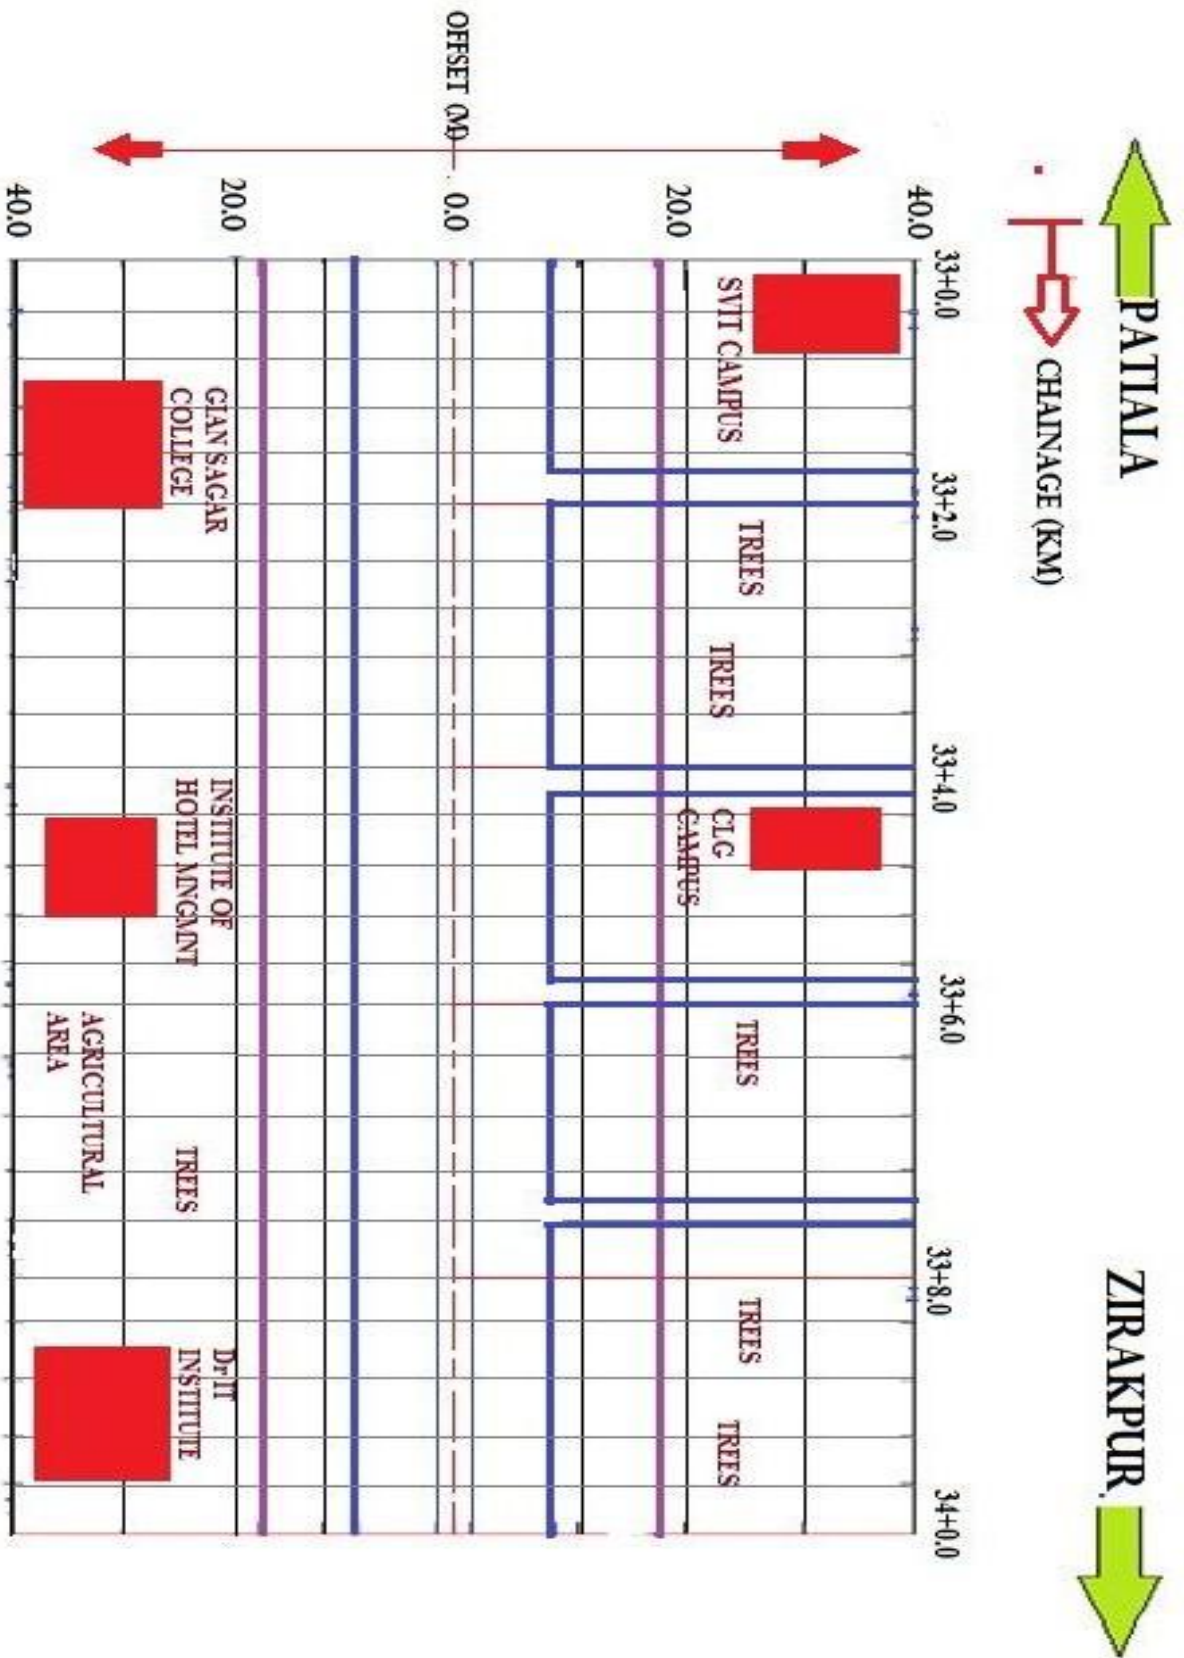 PATIALA
ZIRAKPUR
CHAINAGE (KM)
33+0.0
33+2.0
33+4.0
33+6.0
33+8.0
34+0.0
40.0
20.0
0.0
20.0
40.0
OFFSET (M)
SVIT CAMPUS
TREES
TREES
CLG
CAMPUS
TREES
TREES
TREES
GIAN SAGAR
COLLEGE
INSTITUTE OF
HOTEL MNGMNT
TREES
AGRICULTURAL
AREA
Dr IT
INSTITUTE